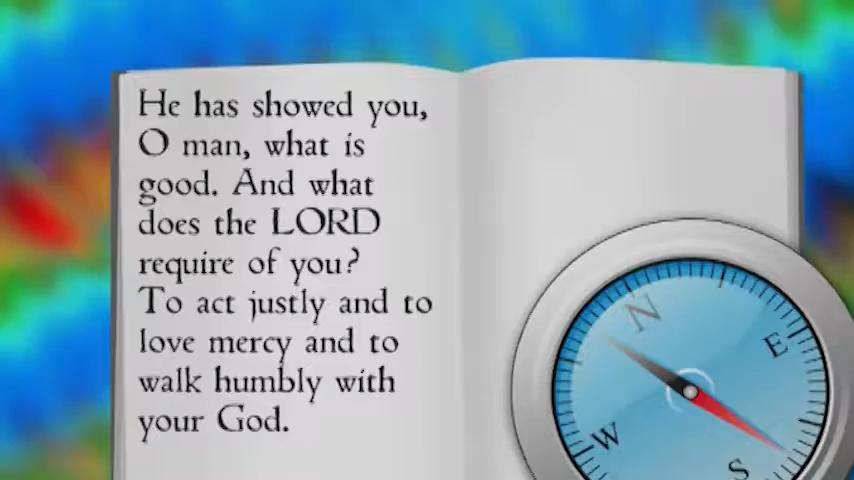 He has showed you,
O man, what is
good. And what
does the LORD
require of you?
To act justly and to
love mercy and to
walk humbly with
your God.
N
E
W
S